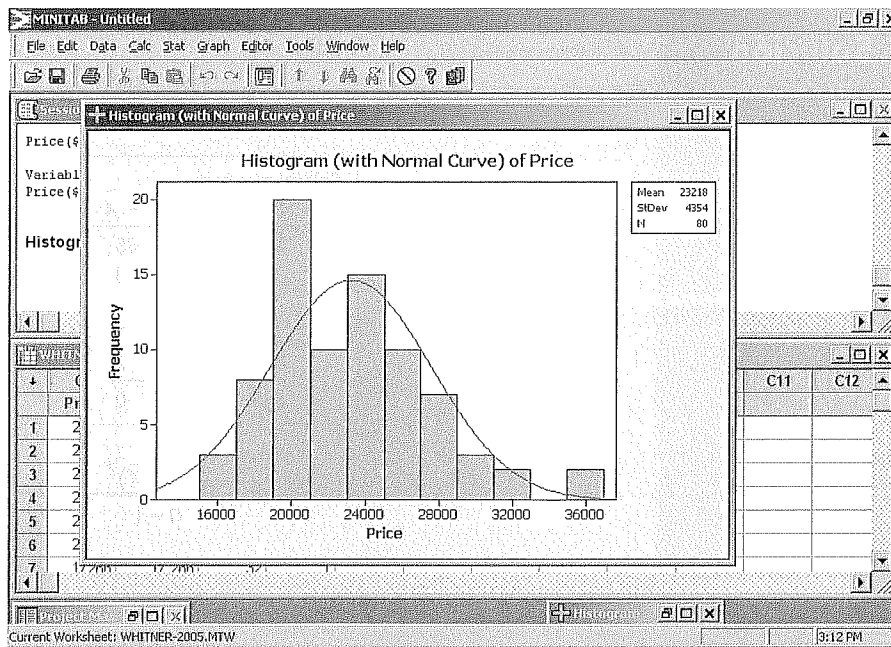 MINITAB - Untitled
File Edit Data Calc Stat Graph Editor Tools Window Help
Histogram (with Normal Curve) of Price
Price($
Variabl
Price($
Histogr
Histogram (with Normal Curve) of Price
Mean 23218
StDev 4354
N 80
20
15
10
5
0
Frequency
16000 20000 24000 28000 32000 36000
Price
WHITN
C11 C12
Pr
1 2
2 2
3 2
4 2
5 2
6 2
7
Histogram
Current Worksheet: WHITNER-2005.MTW
3:12 PM